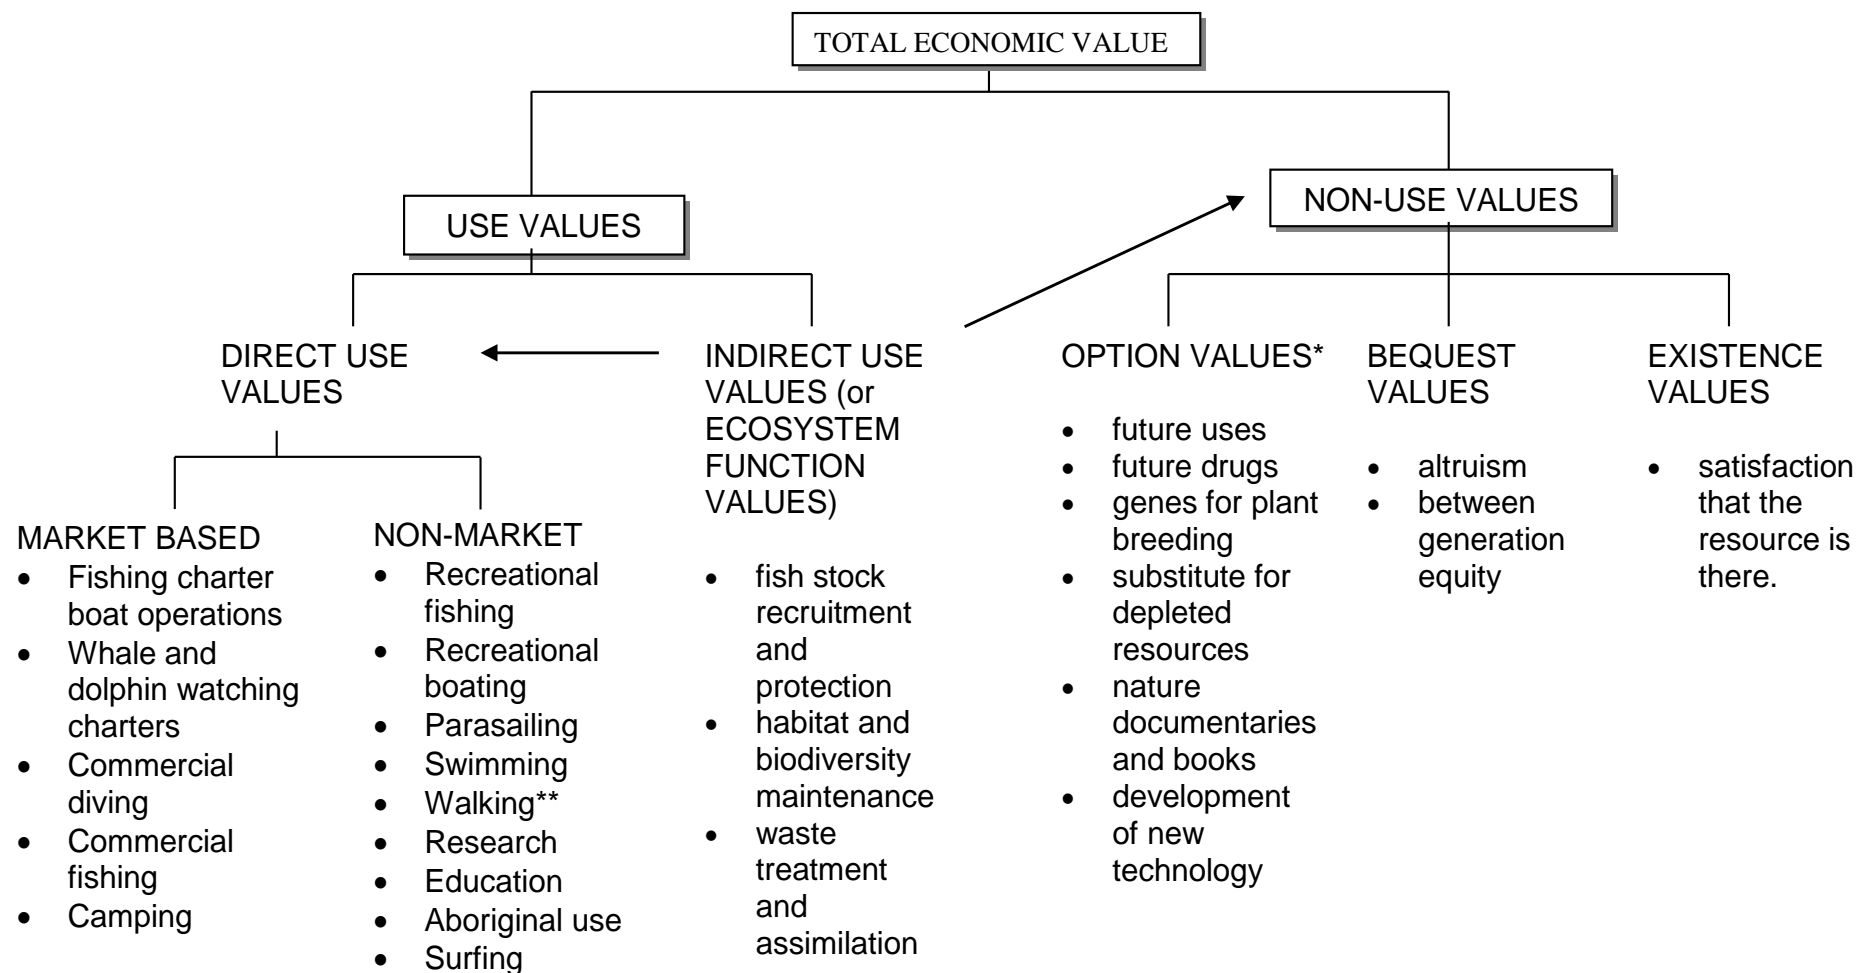 TOTAL ECONOMIC VALUE
USE VALUES
NON-USE VALUES
DIRECT USE
VALUES
MARKET BASED
• Fishing charter
boat operations
• Whale and
dolphin watching
charters
• Commercial
diving
• Commercial
fishing
• Camping
NON-MARKET
• Recreational
fishing
• Recreational
boating
• Parasailing
• Swimming
• Walking**
• Research
• Education
• Aboriginal use
• Surfing
INDIRECT USE
VALUES (or
ECOSYSTEM
FUNCTION
VALUES)
• fish stock
recruitment
and
protection
• habitat and
biodiversity
maintenance
• waste
treatment
and
assimilation
OPTION VALUES*
• future uses
• future drugs
• genes for plant
breeding
• substitute for
depleted
resources
• nature
documentaries
and books
• development
of new
technology
BEQUEST
VALUES
• altruism
• between
generation
equity
EXISTENCE
VALUES
• satisfaction
that the
resource is
there.